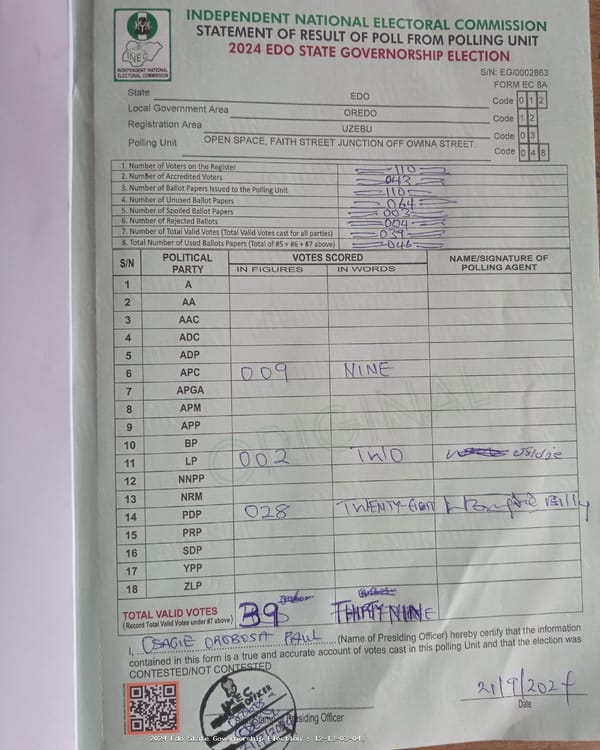 INEC
INDEPENDENT NATIONAL
ELECTORAL COMMISSION
INDEPENDENT NATIONAL ELECTORAL COMMISSION
STATEMENT OF RESULT OF POLL FROM POLLING UNIT
2024 EDO STATE GOVERNORSHIP ELECTION
S/N: EG/0002863
FORM EC 8A
State EDO Code 0 1 2
Local Government Area OREDO Code 1 2
Registration Area UZEBU Code 0 3
Polling Unit OPEN SPACE, FAITH STREET JUNCTION OFF OWINA STREET Code 0 4 8
1. Number of Voters on the Register 110
2. Number of Accredited Voters 043
3. Number of Ballot Papers Issued to the Polling Unit 110
4. Number of Unused Ballot Papers 064
5. Number of Spoiled Ballot Papers 003
6. Number of Rejected Ballots 004
7. Number of Total Valid Votes (Total Valid Votes cast for all parties) 039
8. Total Number of Used Ballots Papers (Total of #5 + #6 + #7 above) 046
S/N POLITICAL PARTY VOTES SCORED NAME/SIGNATURE OF POLLING AGENT
IN FIGURES IN WORDS
1 A
2 AA
3 AAC
4 ADC
5 ADP
6 APC 009 NINE
7 APGA
8 APM
9 APP
10 BP
11 LP 002 TWO
12 NNPP
13 NRM
14 PDP 028 TWENTY-EIGHT Billy
15 PRP
16 SDP
17 YPP
18 ZLP
ORIGINAL
TOTAL VALID VOTES 39 THIRTY NINE
(Record Total Valid Votes under #7 above)
I, OSAGIE OROBOSA PAUL (Name of Presiding Officer) hereby certify that the information
contained in this form is a true and accurate account of votes cast in this polling Unit and that the election was
CONTESTED/NOT CONTESTED
21/9/2024
Date
INEC
Presiding Officer
2024 Edo State Governorship Election : 12-12-03-048